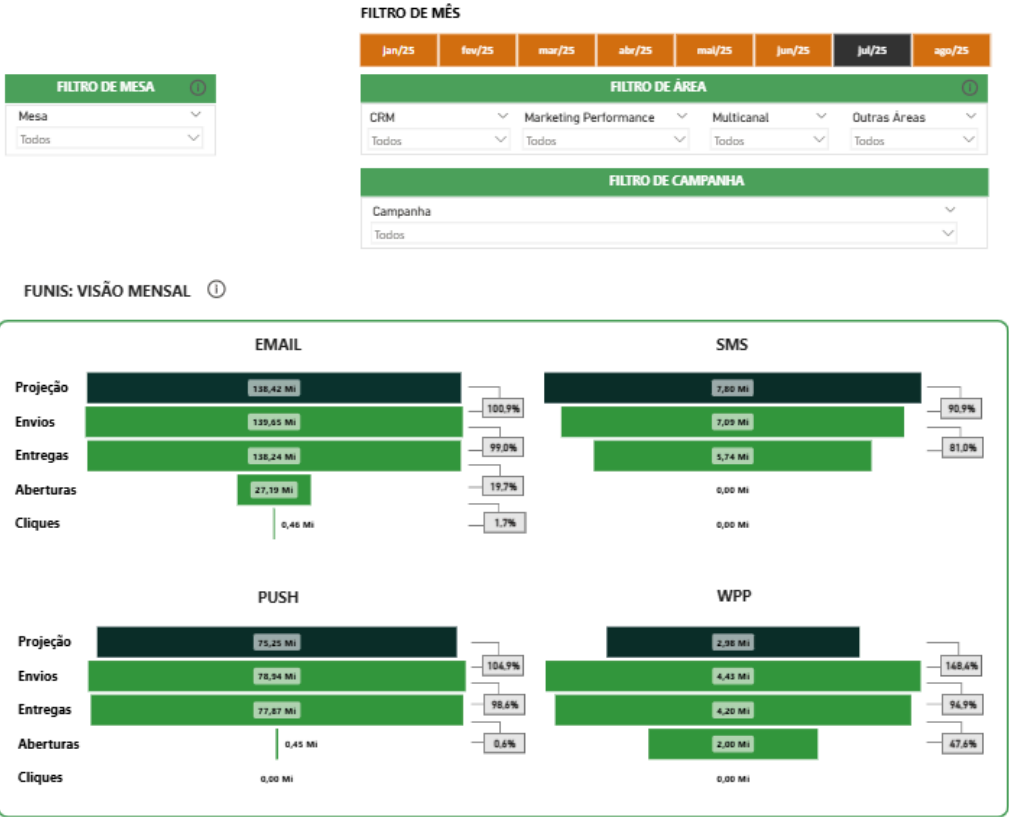 FILTRO DE MÊS
jan/25 fev/25 mar/25 abr/25 mai/25 jun/25 jul/25 ago/25
FILTRO DE MESA
FILTRO DE ÁREA
Mesa
Todos
CRM Marketing Performance Multicanal Outras Áreas
Todos Todos Todos Todos
FILTRO DE CAMPANHA
Campanha
Todos
FUNIS: VISÃO MENSAL
EMAIL
Projeção 138,42 Mi
100,9%
Envios 139,65 Mi
99,0%
Entregas 138,24 Mi
19,7%
Aberturas 27,19 Mi
1,7%
Cliques 0,46 Mi
SMS
7,80 Mi
90,9%
7,09 Mi
81,0%
5,74 Mi
0,00 Mi
0,00 Mi
PUSH
Projeção 75,25 Mi
104,9%
Envios 78,94 Mi
98,6%
Entregas 77,87 Mi
0,6%
Aberturas 0,45 Mi
Cliques 0,00 Mi
WPP
2,98 Mi
148,4%
4,43 Mi
94,9%
4,20 Mi
47,6%
2,00 Mi
0,00 Mi